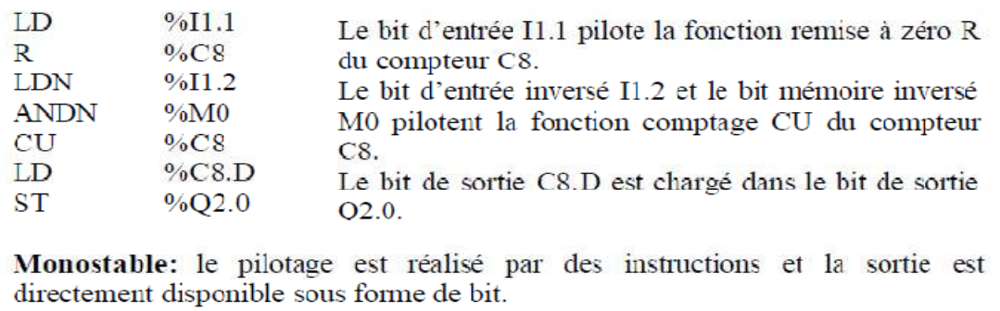 LD %I1.1
R %C8
LDN %I1.2
ANDN %M0
CU %C8
LD %C8.D
ST %Q2.0
Le bit d'entrée I1.1 pilote la fonction remise à zéro R
du compteur C8.
Le bit d'entrée inversé I1.2 et le bit mémoire inversé
M0 pilotent la fonction comptage CU du compteur
C8.
Le bit de sortie C8.D est chargé dans le bit de sortie
Q2.0.
Monostable: le pilotage est réalisé par des instructions et la sortie est
directement disponible sous forme de bit.